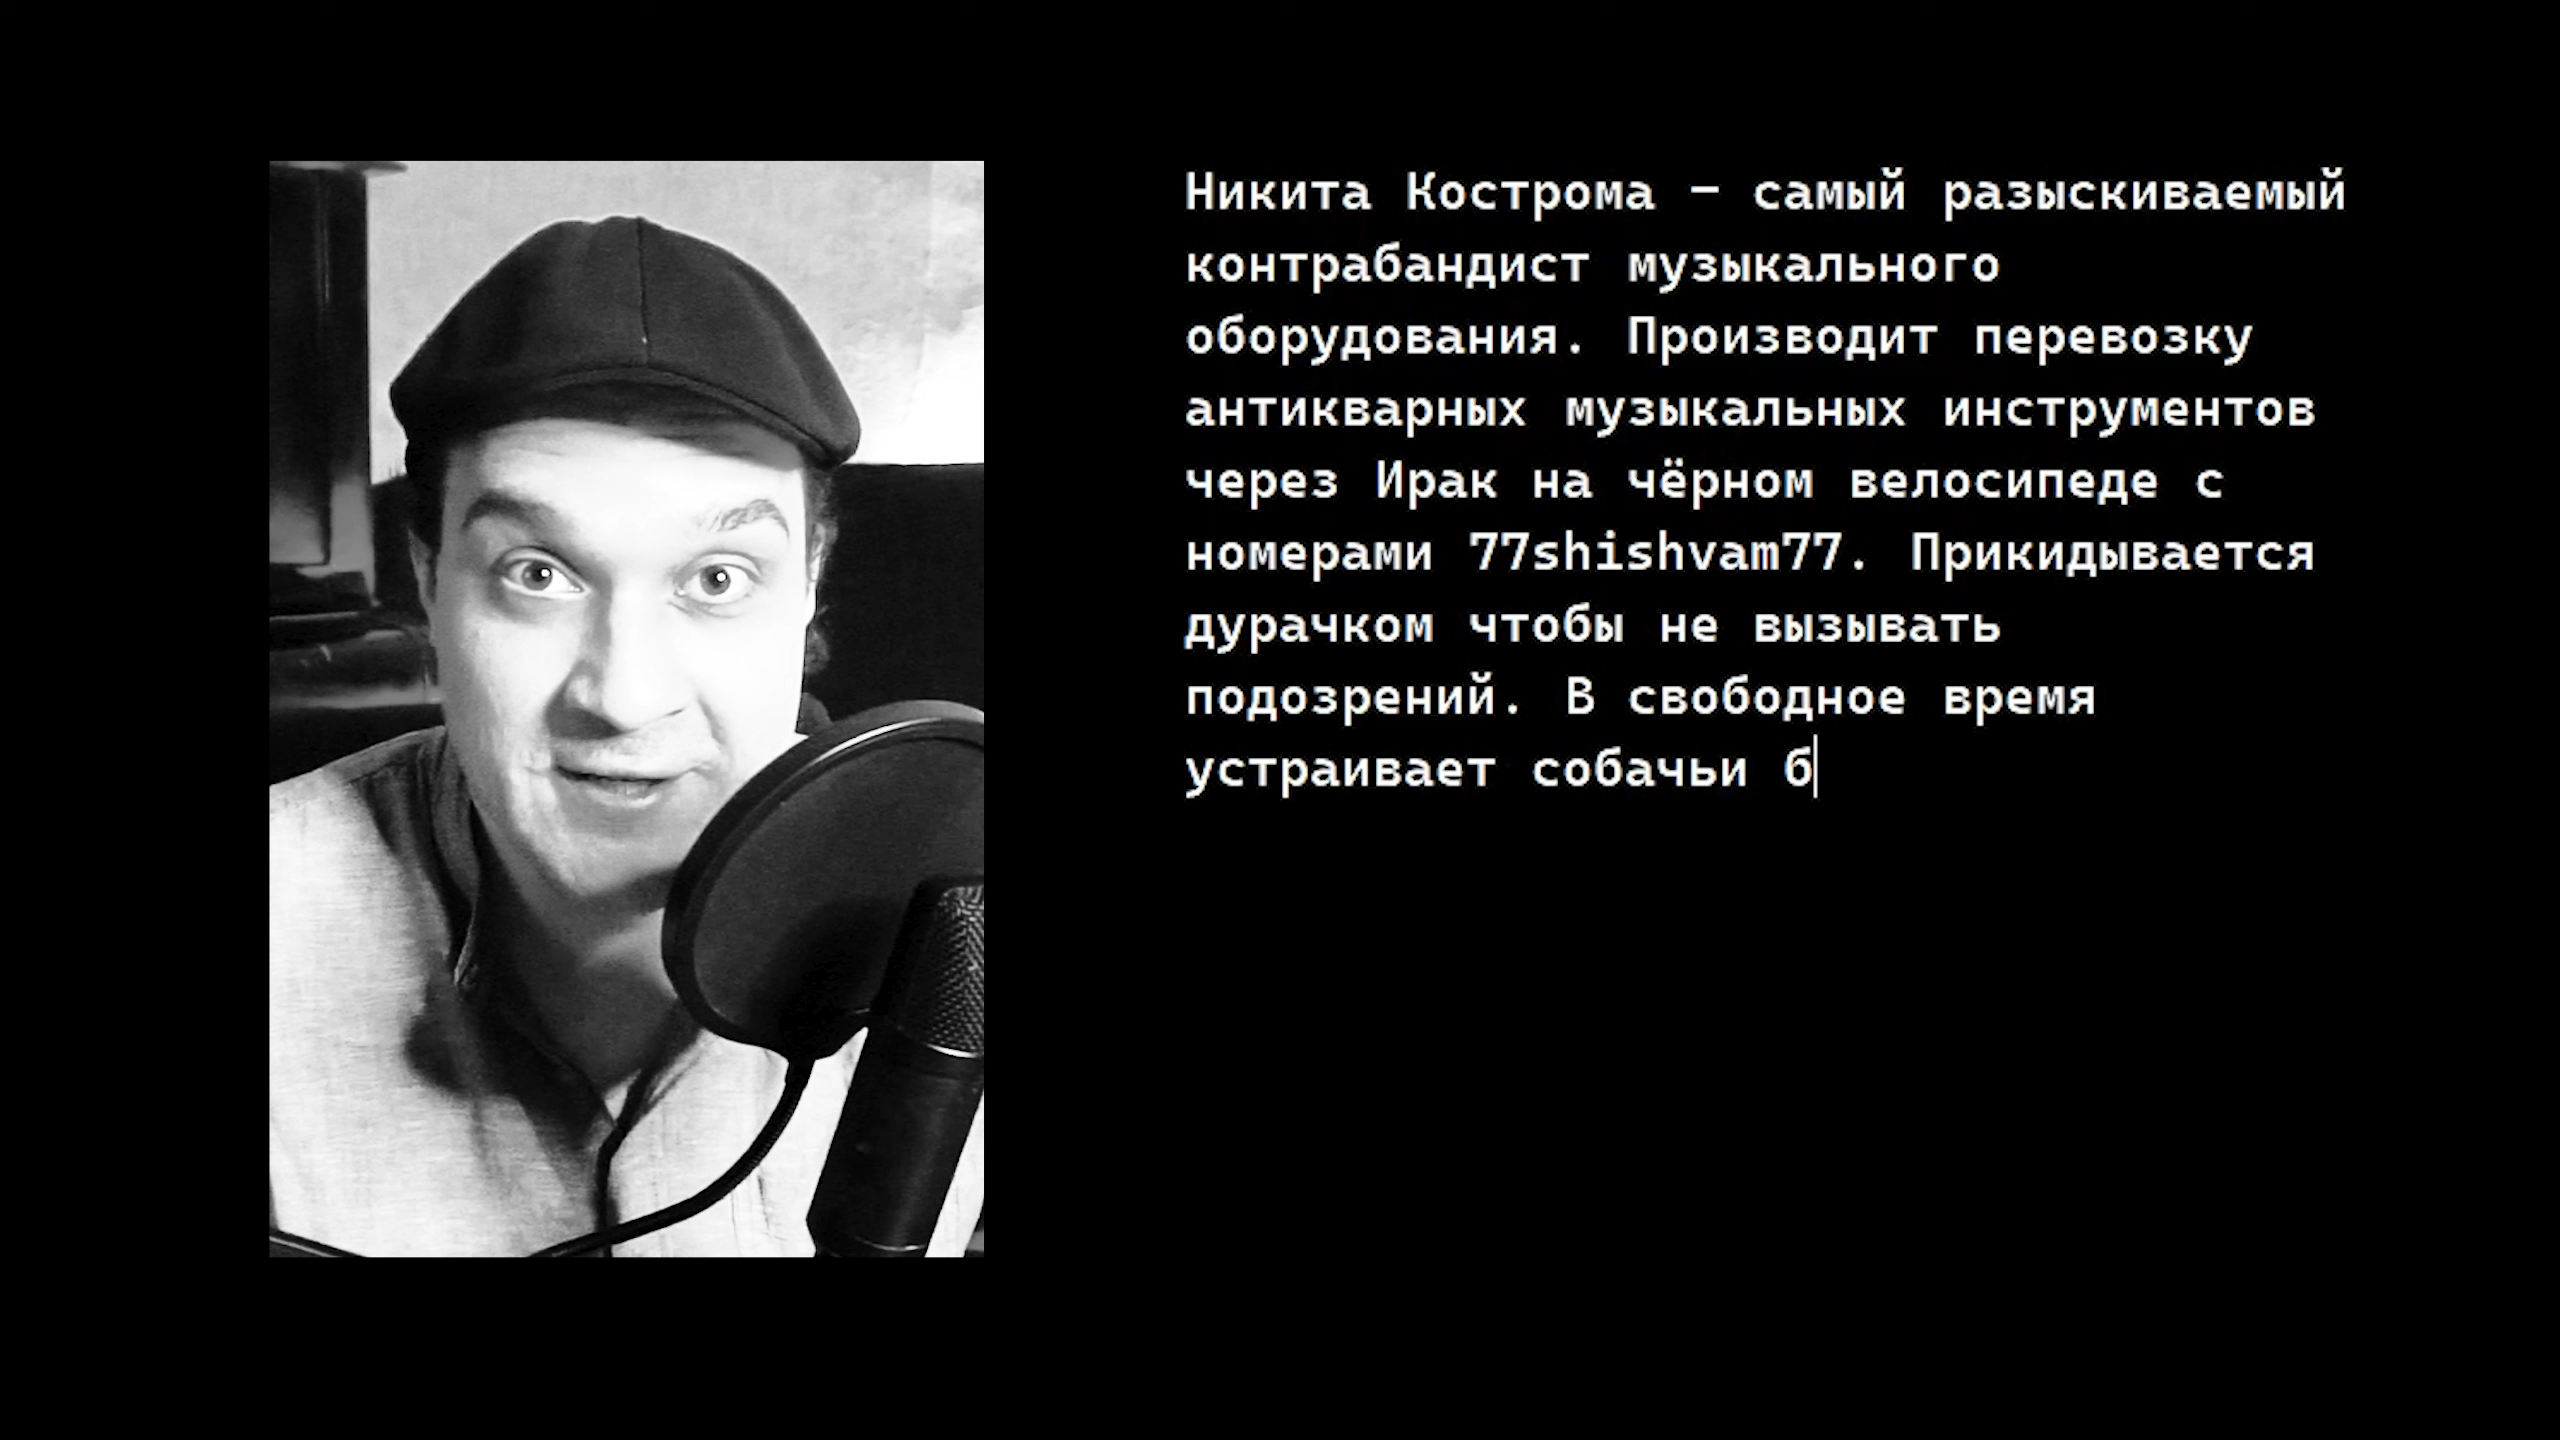 Никита Кострома — самый разыскиваемый
контрабандист музыкального
оборудования. Производит перевозку
антикварных музыкальных инструментов
через Ирак на чёрном велосипеде с
номерами 77shishvam77. Прикидывается
дурачком чтобы не вызывать
подозрений. В свободное время
устраивает собачьи б